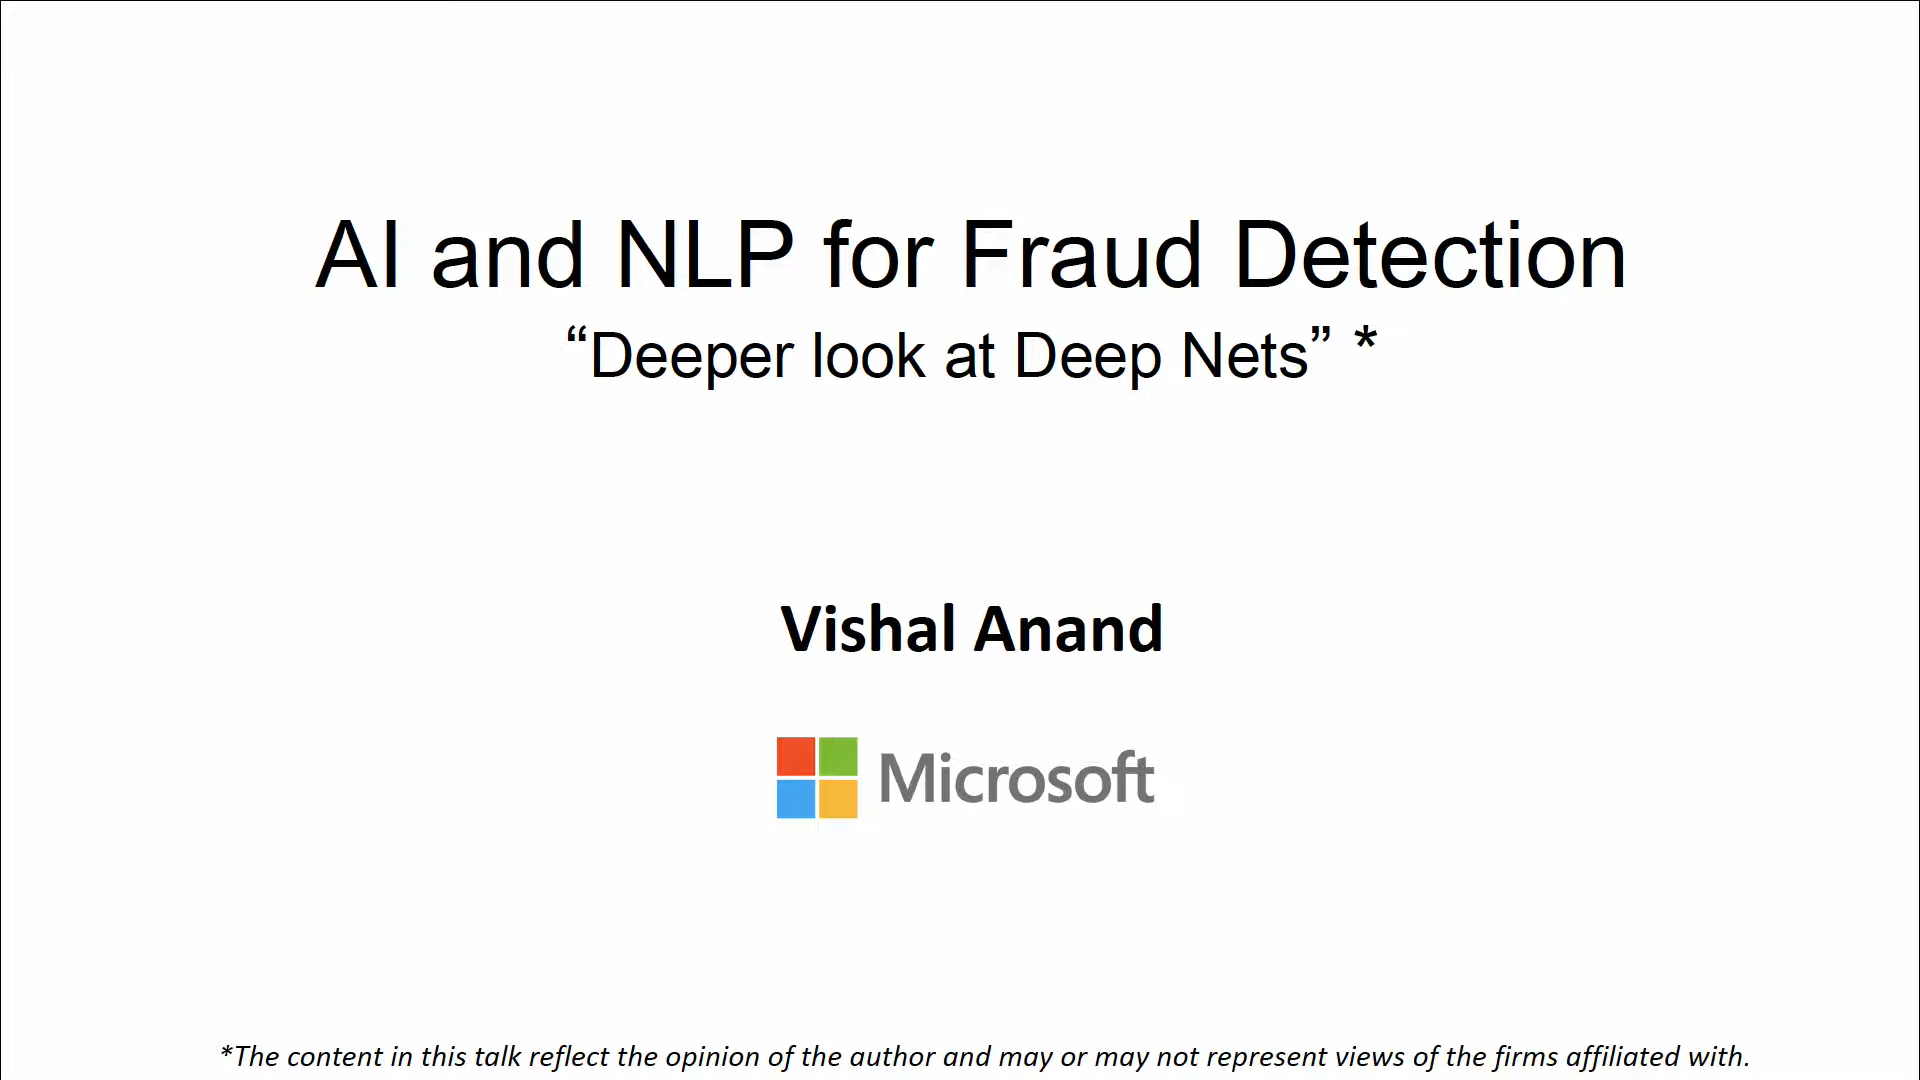 AI and NLP for Fraud Detection
“Deeper look at Deep Nets” *
Vishal Anand
Microsoft
*The content in this talk reflect the opinion of the author and may or may not represent views of the firms affiliated with.